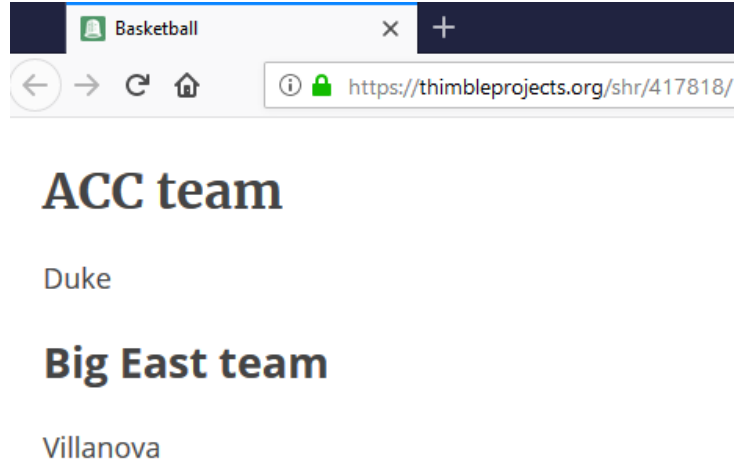 Basketball
https://thimbleprojects.org/shr/417818/
ACC team
Duke
Big East team
Villanova